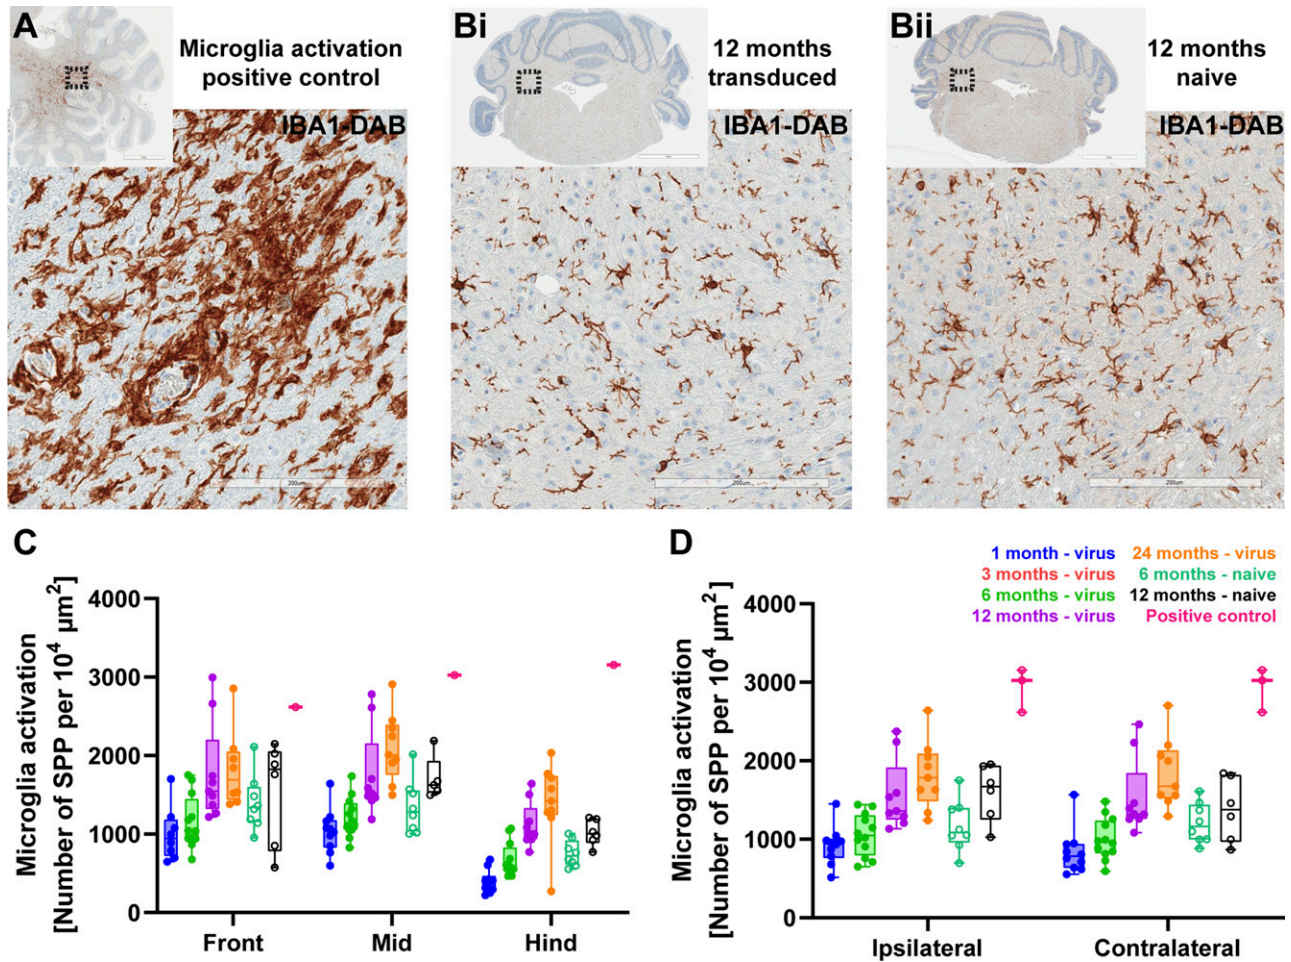 A
Microglia activation
positive control
IBA1-DAB
200um
Bi
12 months
transduced
IBA1-DAB
200um
Bii
12 months
naive
IBA1-DAB
200um
C
Microglia activation
[Number of SPP per 10⁴ µm²]
4000
3000
2000
1000
0
Front Mid Hind
D
1 month - virus
3 months - virus
6 months - virus
12 months - virus
24 months - virus
6 months - naive
12 months - naive
Positive control
Microglia activation
[Number of SPP per 10⁴ µm²]
4000
3000
2000
1000
0
Ipsilateral Contralateral